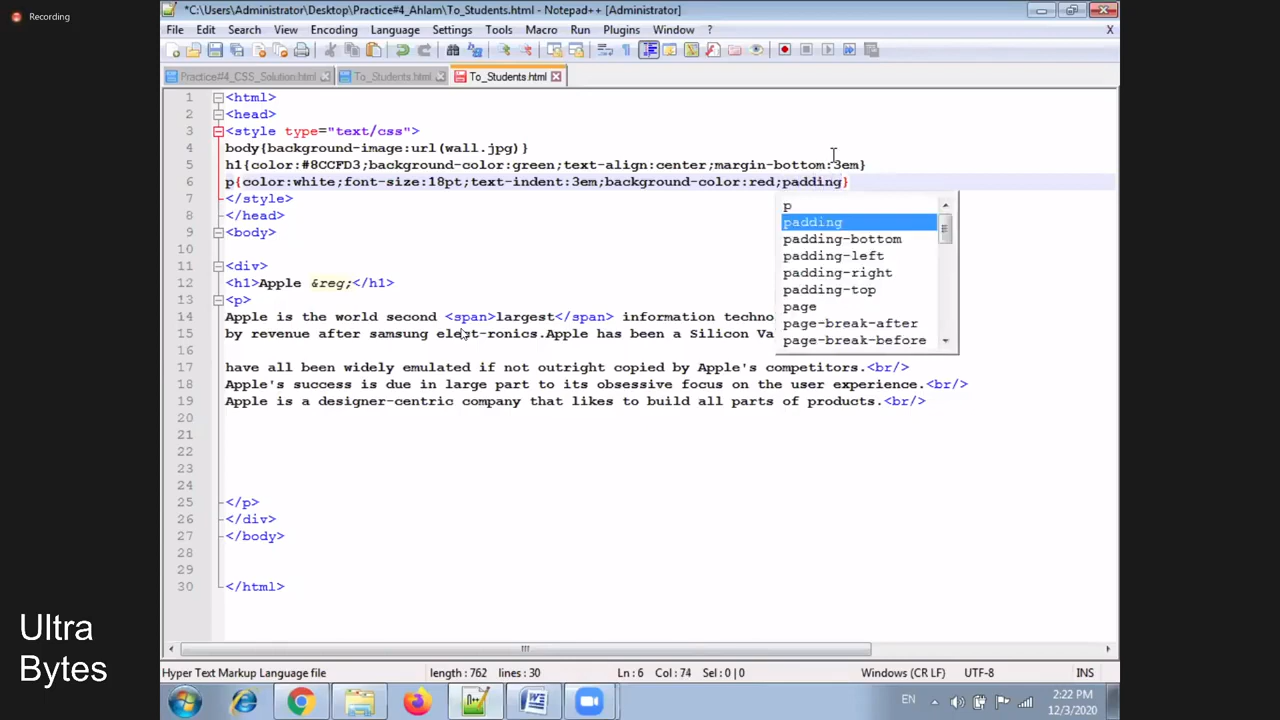 Recording
*C:\Users\Administrator\Desktop\Practice#4_Ahlam\To_Students.html - Notepad++ [Administrator]
File Edit Search View Encoding Language Settings Tools Macro Run Plugins Window ? X
Practice#4_CSS_Solution.html To_Students.html To_Students.html
1 <html>
2 <head>
3 <style type="text/css">
4 body{background-image:url(wall.jpg)}
5 h1{color:#8CCFD3;background-color:green;text-align:center;margin-bottom:3em}
6 p{color:white;font-size:18pt;text-indent:3em;background-color:red;padding}
7 </style>
8 </head>
9 <body>
10
11 <div>
12 <h1>Apple &reg;</h1>
13 <p>
14 Apple is the world second <span>largest</span> information techno
15 by revenue after samsung elect-ronics.Apple has been a Silicon Va
16
17 have all been widely emulated if not outright copied by Apple's competitors.<br/>
18 Apple's success is due in large part to its obsessive focus on the user experience.<br/>
19 Apple is a designer-centric company that likes to build all parts of products.<br/>
20
21
22
23
24
25 </p>
26 </div>
27 </body>
28
29
30 </html>
p
padding
padding-bottom
padding-left
padding-right
padding-top
page
page-break-after
page-break-before
Hyper Text Markup Language file length : 762 lines : 30 Ln : 6 Col : 74 Sel : 0 | 0 Windows (CR LF) UTF-8 INS
EN 2:22 PM
12/3/2020
Ultra
Bytes